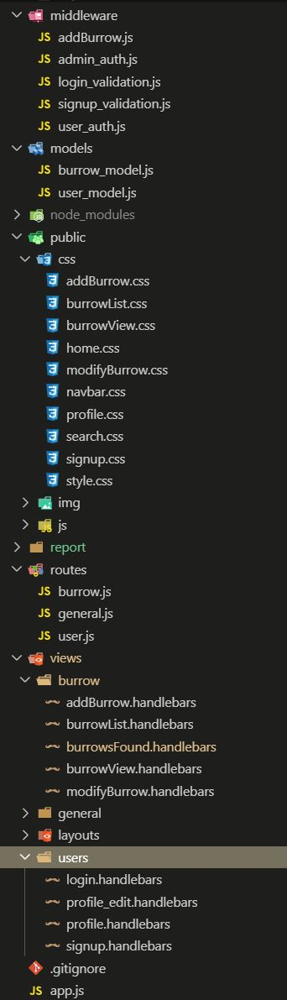 middleware
JS addBurrow.js
JS admin_auth.js
JS login_validation.js
JS signup_validation.js
JS user_auth.js
models
JS burrow_model.js
JS user_model.js
node_modules
public
css
addBurrow.css
burrowList.css
burrowView.css
home.css
modifyBurrow.css
navbar.css
profile.css
search.css
signup.css
style.css
img
js
report
routes
JS burrow.js
JS general.js
JS user.js
views
burrow
addBurrow.handlebars
burrowList.handlebars
burrowsFound.handlebars
burrowView.handlebars
modifyBurrow.handlebars
general
layouts
users
login.handlebars
profile_edit.handlebars
profile.handlebars
signup.handlebars
.gitignore
JS app.js